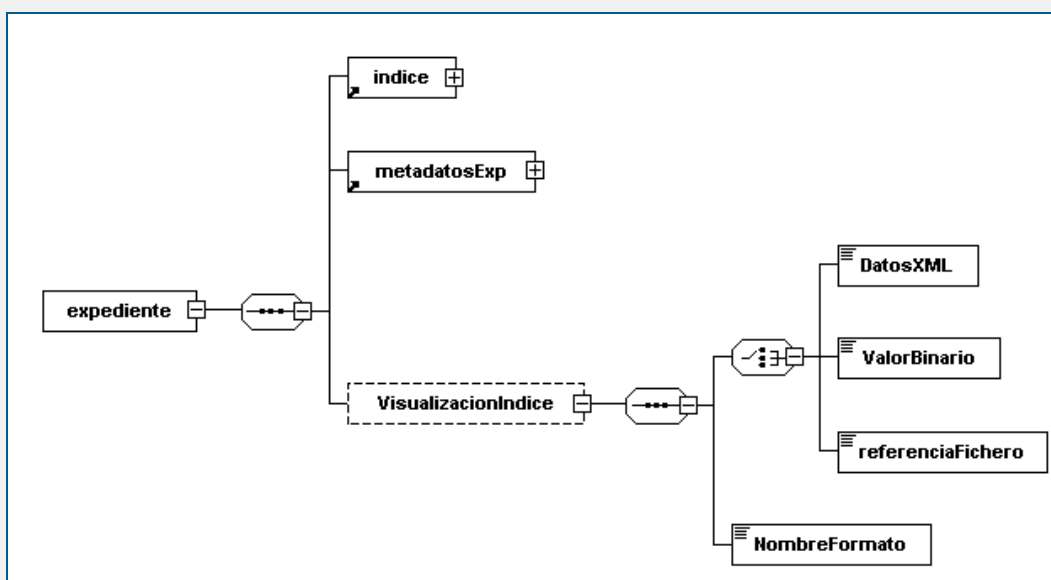 indice
metadatosExp
DatosXML
expediente
ValorBinario
VisualizacionIndice
referenciaFichero
NombreFormato